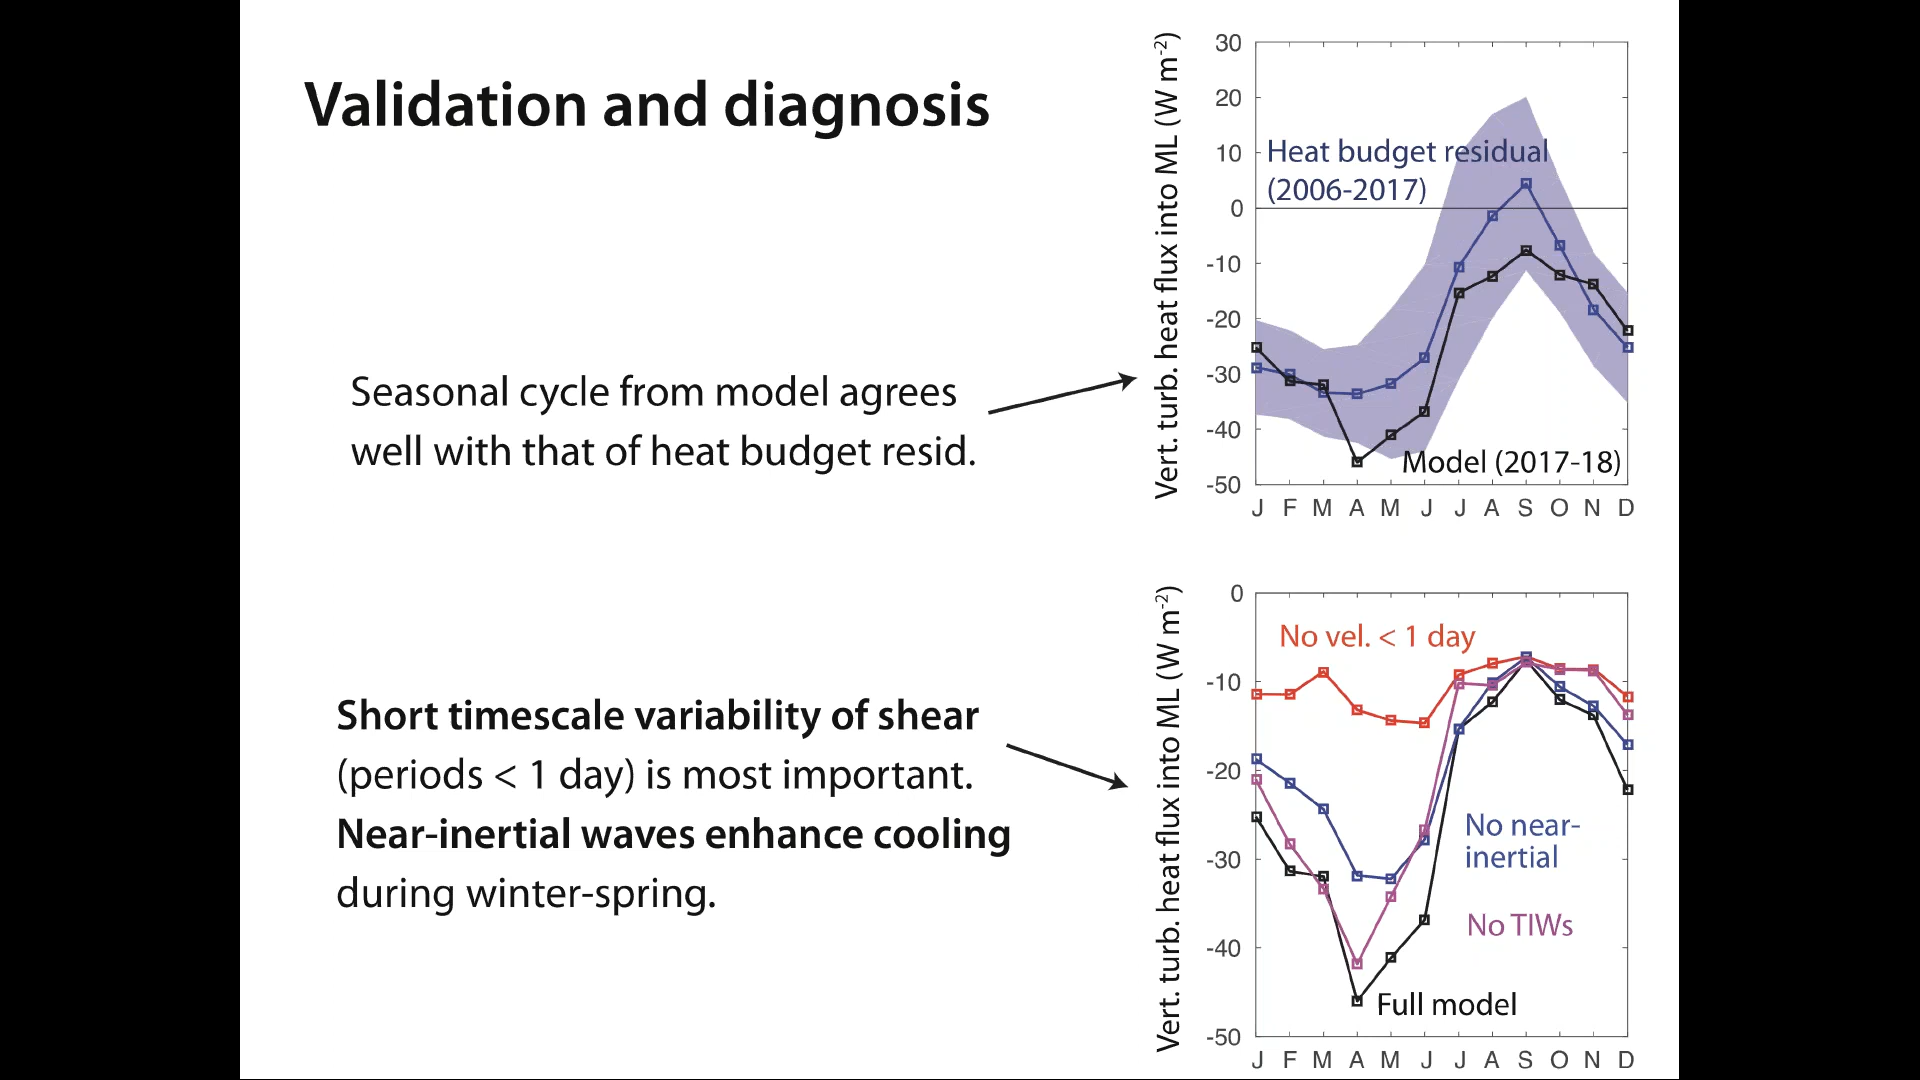 Validation and diagnosis
Seasonal cycle from model agrees
well with that of heat budget resid.
Short timescale variability of shear
(periods < 1 day) is most important.
Near-inertial waves enhance cooling
during winter-spring.
Vert. turb. heat flux into ML (W m-2)
30
20
10
0
-10
-20
-30
-40
-50
Heat budget residual
(2006-2017)
Model (2017-18)
J F M A M J J A S O N D
Vert. turb. heat flux into ML (W m-2)
0
-10
-20
-30
-40
-50
No vel. < 1 day
No near-
inertial
No TIWs
Full model
J F M A M J J A S O N D